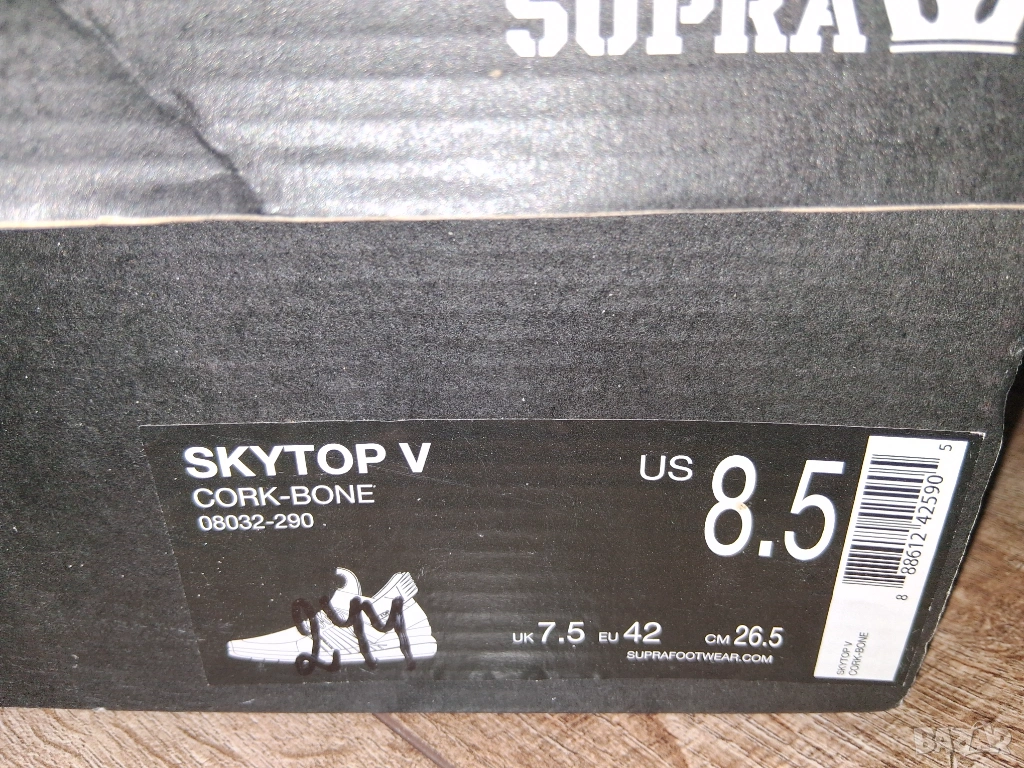 SUPRA
SKYTOP V
CORK-BONE
08032-290
US 8.5
UK 7.5 EU 42 CM 26.5
SUPRAFOOTWEAR.COM
8 88612 42590 5
SKYTOP V
CORK-BONE
BAZAR